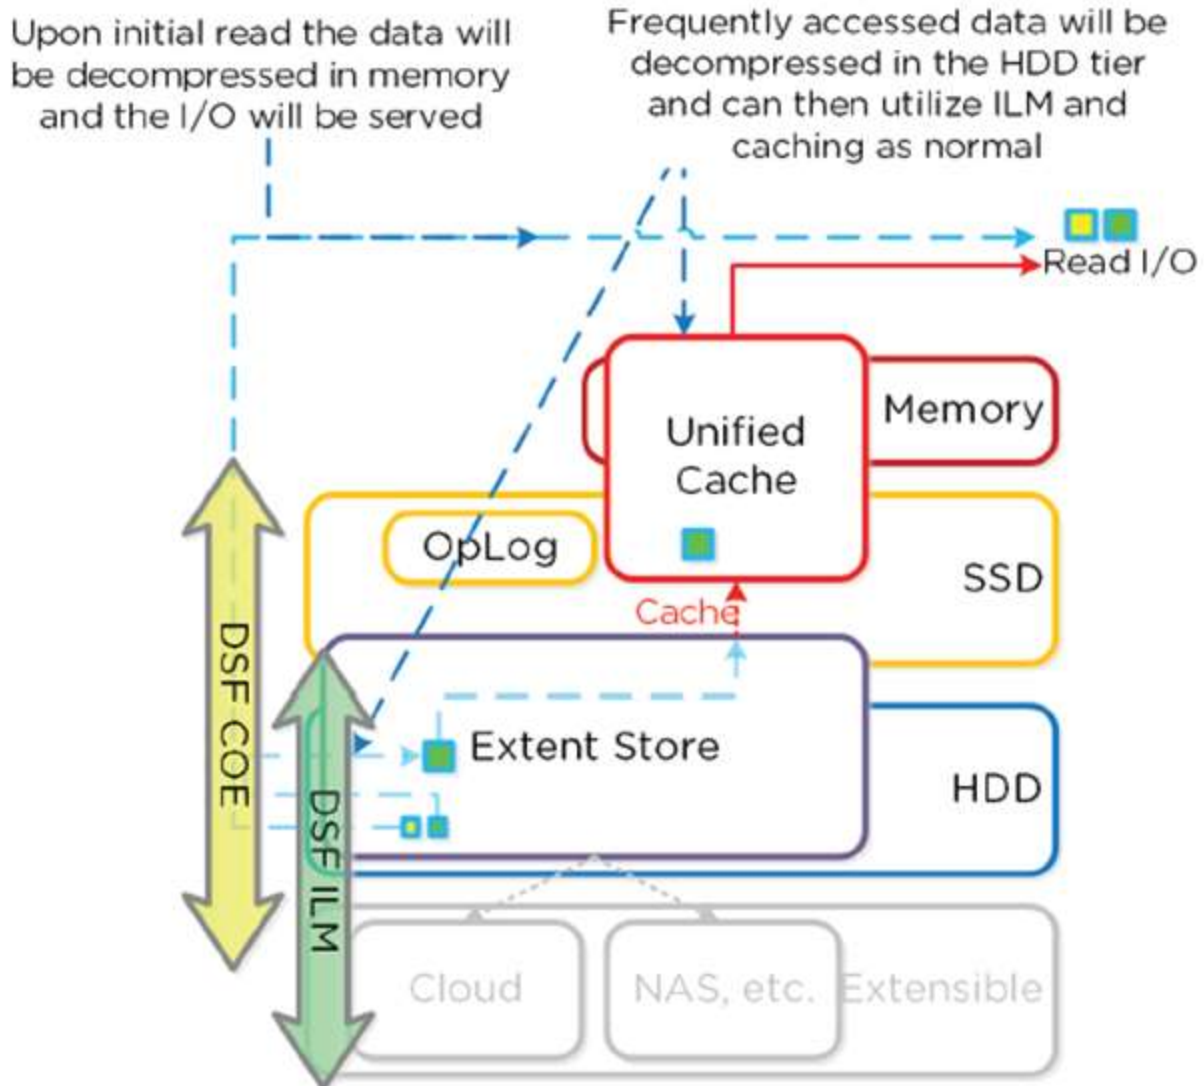 Upon initial read the data will
be decompressed in memory
and the I/O will be served
Frequently accessed data will be
decompressed in the HDD tier
and can then utilize ILM and
caching as normal
Read I/O
Unified
Cache
Memory
OpLog
SSD
Cache
DSF COE
Extent Store
HDD
DSF ILM
Cloud
NAS, etc.
Extensible